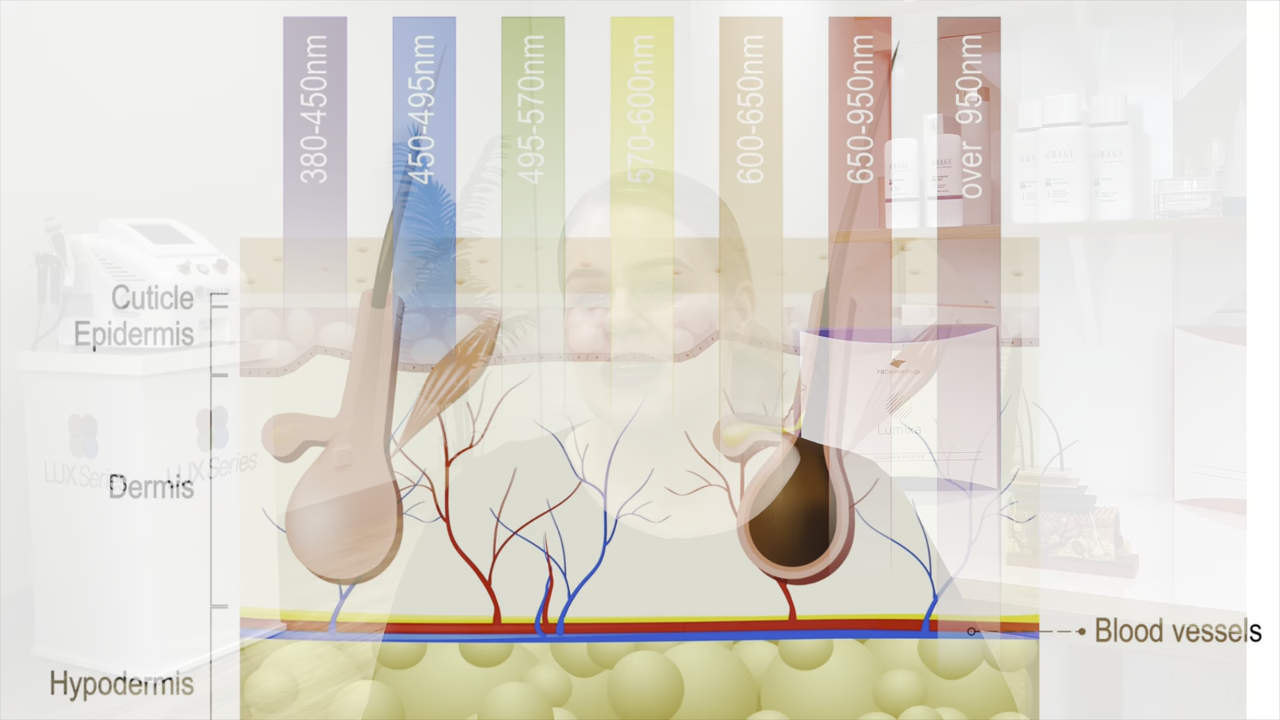 380-450nm
450-495nm
495-570nm
570-600nm
600-650nm
650-950nm
over 950nm
Cuticle
Epidermis
Dermis
Hypodermis
Blood vessels
LUX Series
LUX Series
Lumixa